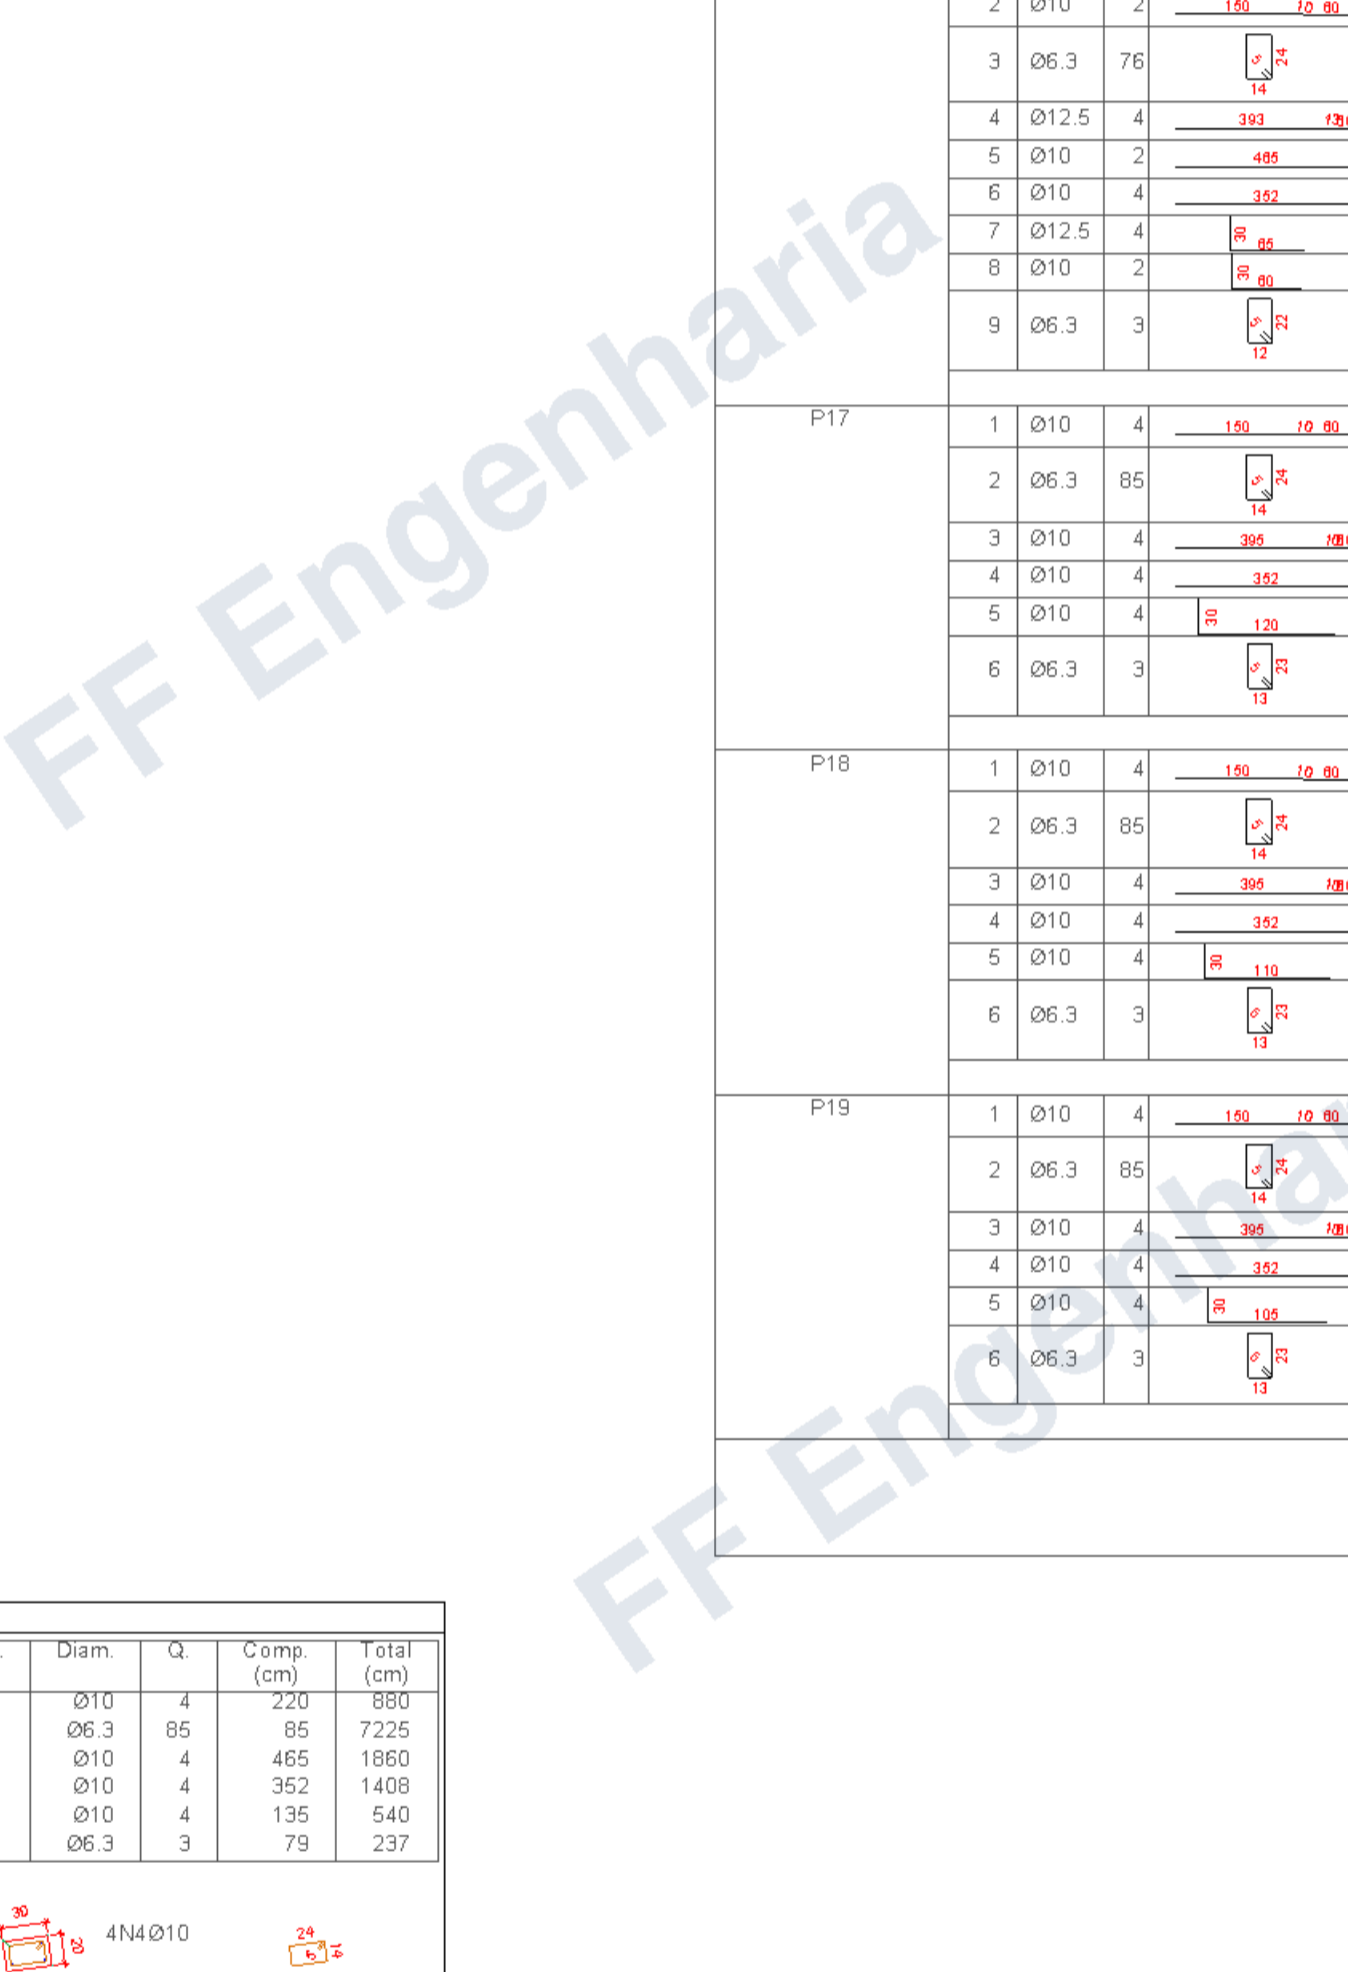 2 Ø10 2 150 10 60
3 Ø6.3 76 5 24
14
4 Ø12.5 4 393
5 Ø10 2 465
6 Ø10 4 352
7 Ø12.5 4 30 65
8 Ø10 2 30 60
9 Ø6.3 3 5 22
12
FF Engenharia
P17 1 Ø10 4 150 10 60
2 Ø6.3 85 5 24
14
3 Ø10 4 395
4 Ø10 4 352
5 Ø10 4 30 120
6 Ø6.3 3 5 23
13
P18 1 Ø10 4 150 10 60
2 Ø6.3 85 5 24
14
3 Ø10 4 395
4 Ø10 4 352
5 Ø10 4 30 110
6 Ø6.3 3 5 23
13
P19 1 Ø10 4 150 10 60
2 Ø6.3 85 5 24
14
3 Ø10 4 395
4 Ø10 4 352
5 Ø10 4 30 105
6 Ø6.3 3 5 23
13
FF Engenhar
Diam. Q. Comp. Total
(cm) (cm)
Ø10 4 220 880
Ø6.3 85 85 7225
Ø10 4 465 1860
Ø10 4 352 1408
Ø10 4 135 540
Ø6.3 3 79 237
30
20
4N4Ø10
24
5 14